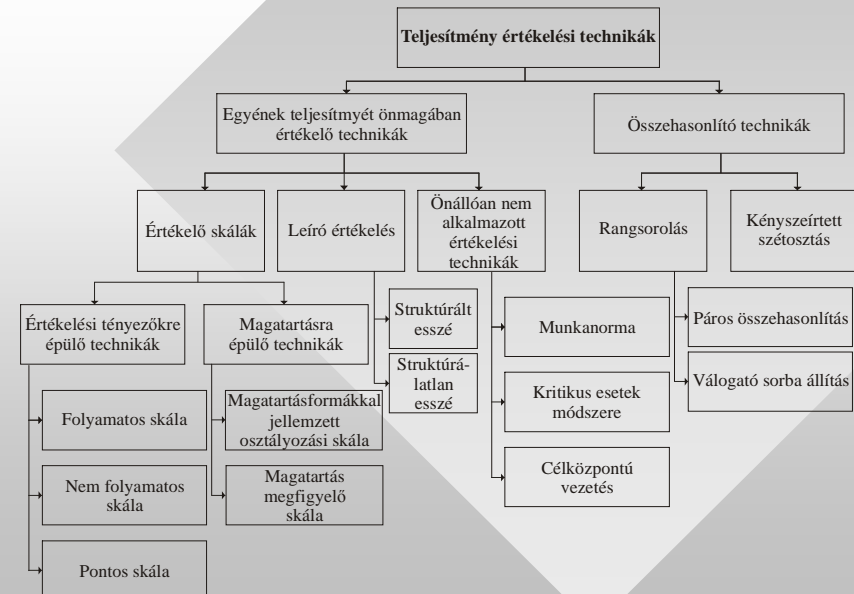 Teljesítmény értékelési technikák
Egyének teljesítmyét önmagában
értékelő technikák
Összehasonlító technikák
Értékelő skálák
Leíró értékelés
Önállóan nem
alkalmazott
értékelési
technikák
Rangsorolás
Kényszeírtett
szétosztás
Értékelési tényezőkre
épülő technikák
Magatartásra
épülő technikák
Struktúrált
esszé
Struktúrá-
latlan
esszé
Munkanorma
Kritikus esetek
módszere
Célközpontú
vezetés
Páros összehasonlítás
Válogató sorba állítás
Folyamatos skála
Nem folyamatos
skála
Pontos skála
Magatartásformákkal
jellemzett
osztályozási skála
Magatartás
megfigyelő
skála